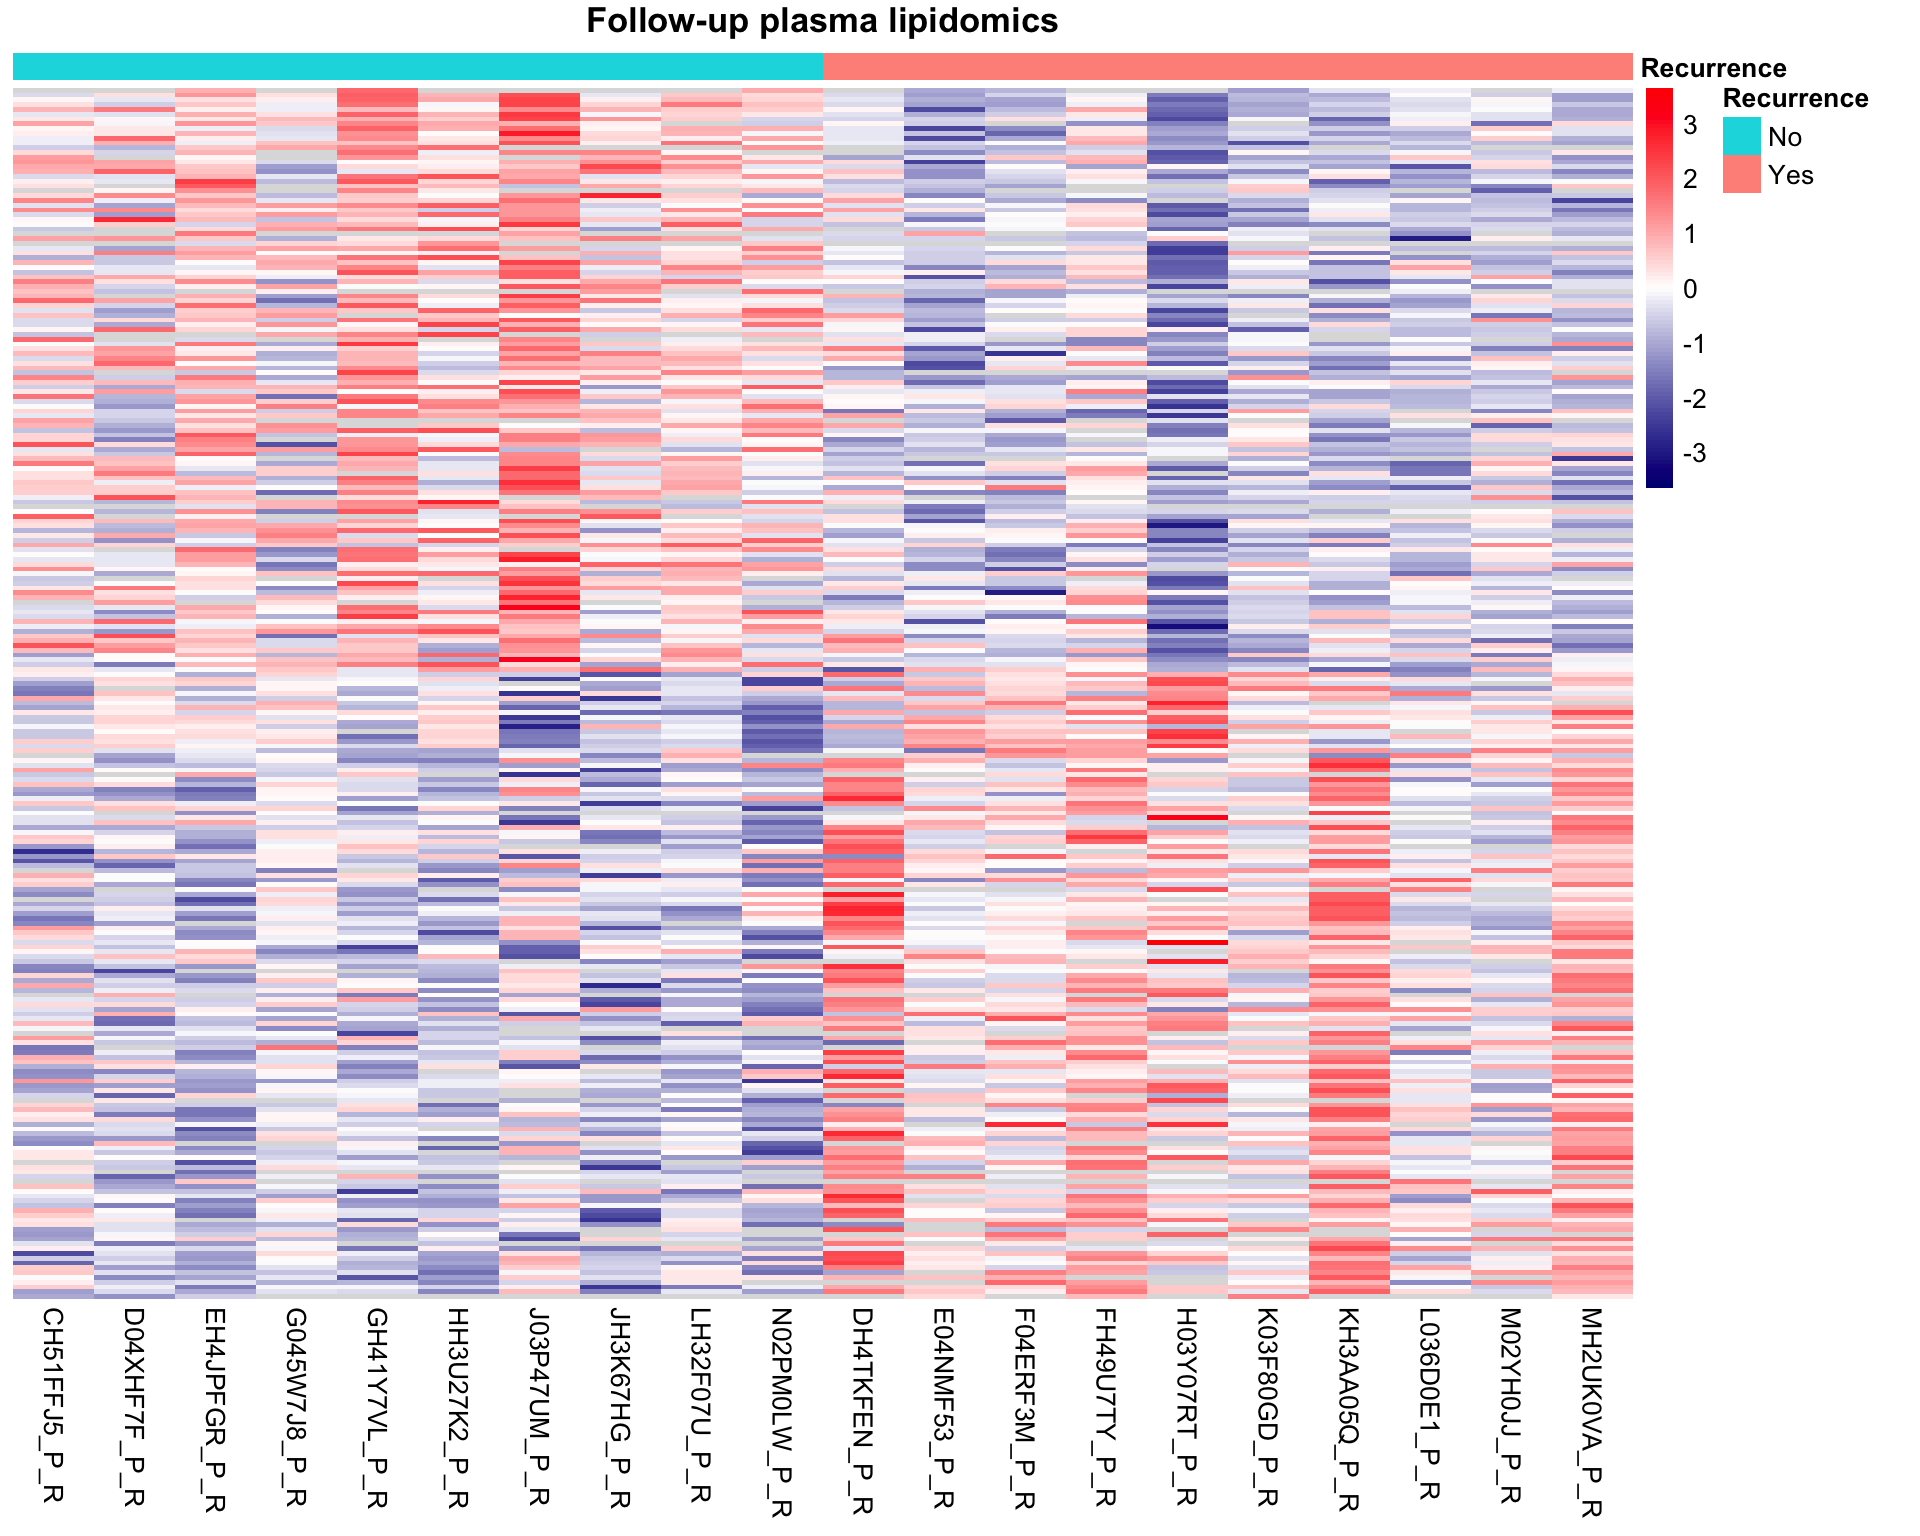 Follow-up plasma lipidomics
Recurrence
Recurrence
No
Yes
3
2
1
0
-1
-2
-3
CH51FFJ5_P_R
D04XHF7F_P_R
EH4JPFGR_P_R
G045W7J8_P_R
GH41Y7VL_P_R
HH3U27K2_P_R
J03P47UM_P_R
JH3K67HG_P_R
LH32F07U_P_R
N02PM0LW_P_R
DH4TKFEN_P_R
E04NMF53_P_R
F04ERF3M_P_R
FH49U7TY_P_R
H03Y07RT_P_R
K03F80GD_P_R
KH3AA05Q_P_R
L036D0E1_P_R
M02YH0JJ_P_R
MH2UK0VA_P_R